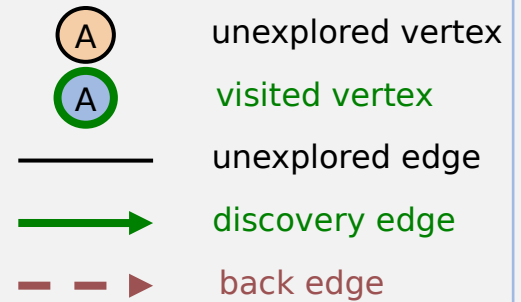 A unexplored vertex
A visited vertex
unexplored edge
discovery edge
back edge